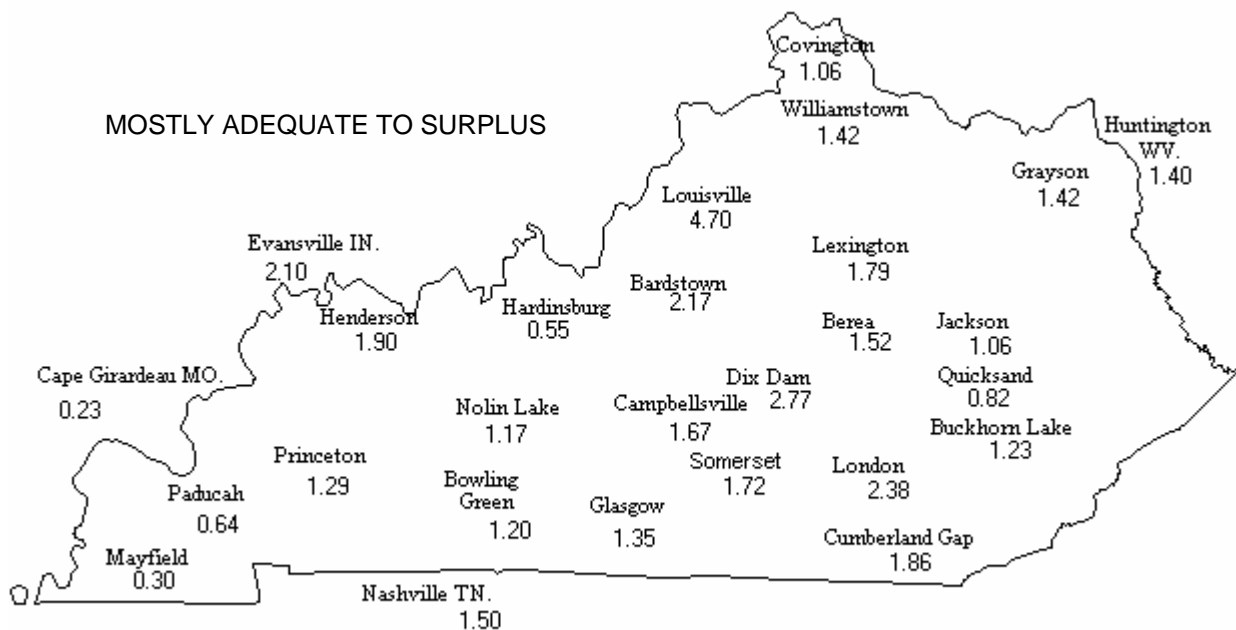 Covington
1.06
MOSTLY ADEQUATE TO SURPLUS
Williamstown
1.42
Huntington
WV.
1.40
Grayson
1.42
Louisville
4.70
Evansville IN.
2.10
Lexington
1.79
Bardstown
2.17
Hardinsburg
0.55
Henderson
1.90
Berea
1.52
Jackson
1.06
Cape Girardeau MO.
0.23
Dix Dam
2.77
Quicksand
0.82
Nolin Lake
1.17
Campbellsville
1.67
Buckhorn Lake
1.23
Princeton
1.29
Somerset
1.72
London
2.38
Paducah
0.64
Bowling
Green
1.20
Glasgow
1.35
Cumberland Gap
1.86
Mayfield
0.30
Nashville TN.
1.50